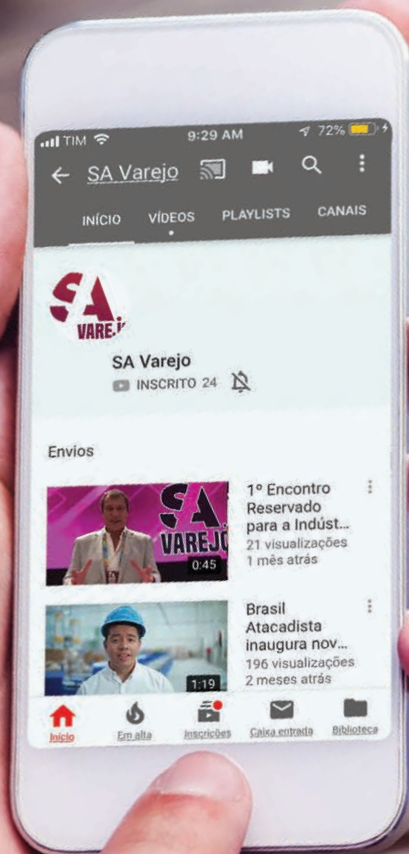 TIM 9:29 AM 72%
SA Varejo
INÍCIO VÍDEOS PLAYLISTS CANAIS
SA
VAREJO
SA Varejo
INSCRITO 24
Envios
SA
VAREJO
0:45
1º Encontro
Reservado
para a Indúst...
21 visualizações
1 mês atrás
1:19
Brasil
Atacadista
inaugura nov...
196 visualizações
2 meses atrás
Início Em alta Inscrições Caixa entrada Biblioteca